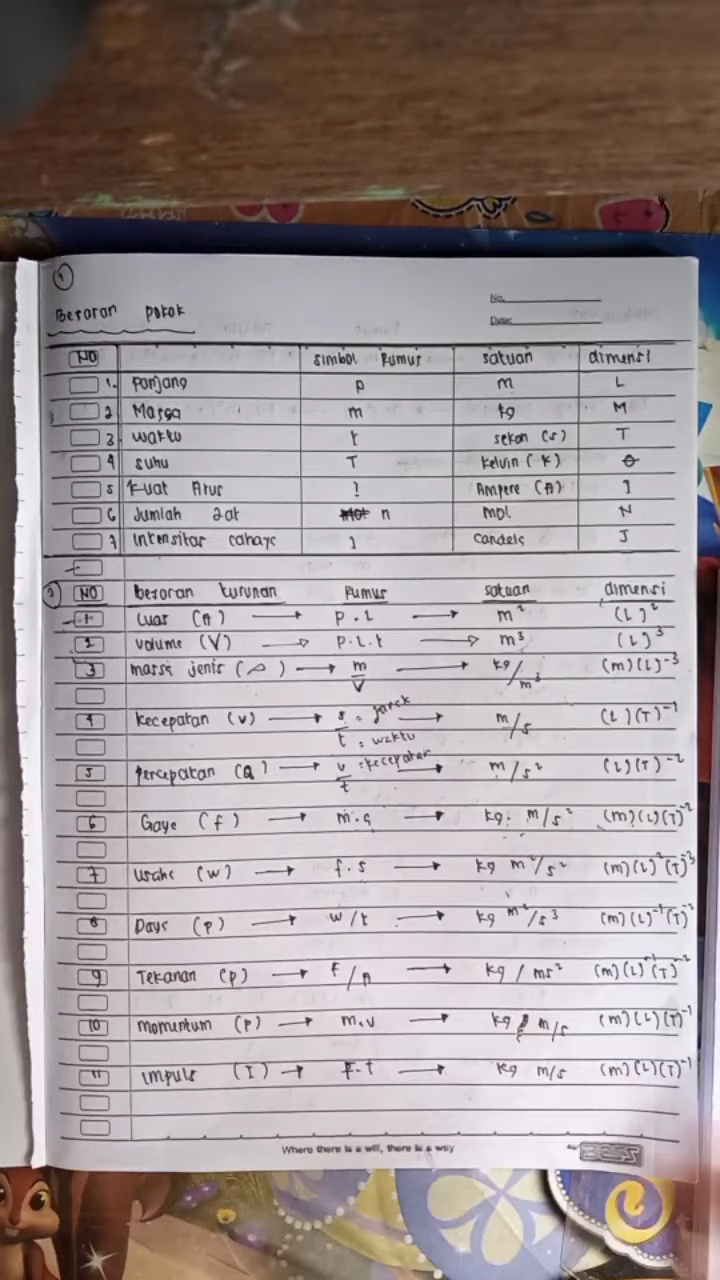 1
Besaran pokok
No.
Date:
NO simbol Rumus satuan dimensi
1. Panjang p m L
2 Massa m kg M
3 waktu t sekon (s) T
4 suhu T kelvin (K) θ
5 Kuat Arus I Ampere (A) I
6 Jumlah zat n mol N
7 Intensitas cahaya J Candela J
2 NO besaran turunan Rumus satuan dimensi
1 Luas (A) → p . l → m² (L)²
2 volume (V) → p.l.t → m³ (L)³
3 massa jenis (ρ) → m/V → kg/m³ (m)(L)⁻³
4 kecepatan (v) → s = jarak / t = waktu → m/s (L)(T)⁻¹
5 Percepatan (a) → v = kecepatan / t → m/s² (L)(T)⁻²
6 Gaya (f) → m.a → kg. m/s² (m)(L)(T)⁻²
7 Usaha (w) → f.s → kg m²/s² (m)(L)²(T)⁻³
8 Daya (p) → w/t → kg m²/s³ (m)(L)⁻¹(T)⁻²
9 Tekanan (p) → f/A → kg / ms² (m)(L)⁻¹(T)⁻²
10 momentum (p) → m.v → kg m/s (m)(L)(T)⁻¹
11 impuls (I) → F.t → kg m/s (m)(L)(T)⁻¹
Where there is a will, there is a way